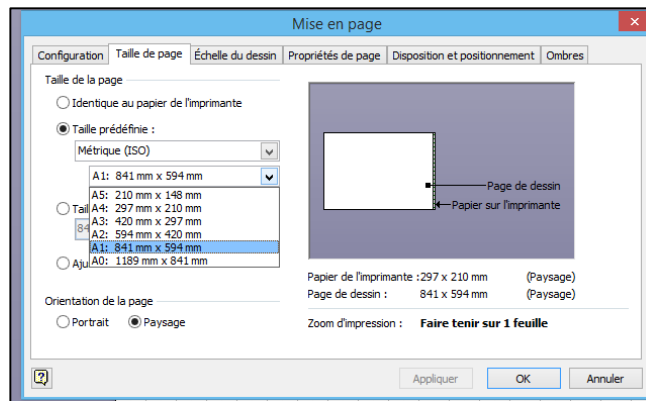 Mise en page
Configuration Taille de page Échelle du dessin Propriétés de page Disposition et positionnement Ombres
Taille de la page
Identique au papier de l'imprimante
Taille prédéfinie :
Métrique (ISO)
A1: 841 mm x 594 mm
A5: 210 mm x 148 mm
A4: 297 mm x 210 mm
A3: 420 mm x 297 mm
A2: 594 mm x 420 mm
A1: 841 mm x 594 mm
A0: 1189 mm x 841 mm
Page de dessin
Papier sur l'imprimante
Papier de l'imprimante : 297 x 210 mm (Paysage)
Page de dessin : 841 x 594 mm (Paysage)
Orientation de la page
Portrait Paysage
Zoom d'impression : Faire tenir sur 1 feuille
Appliquer OK Annuler